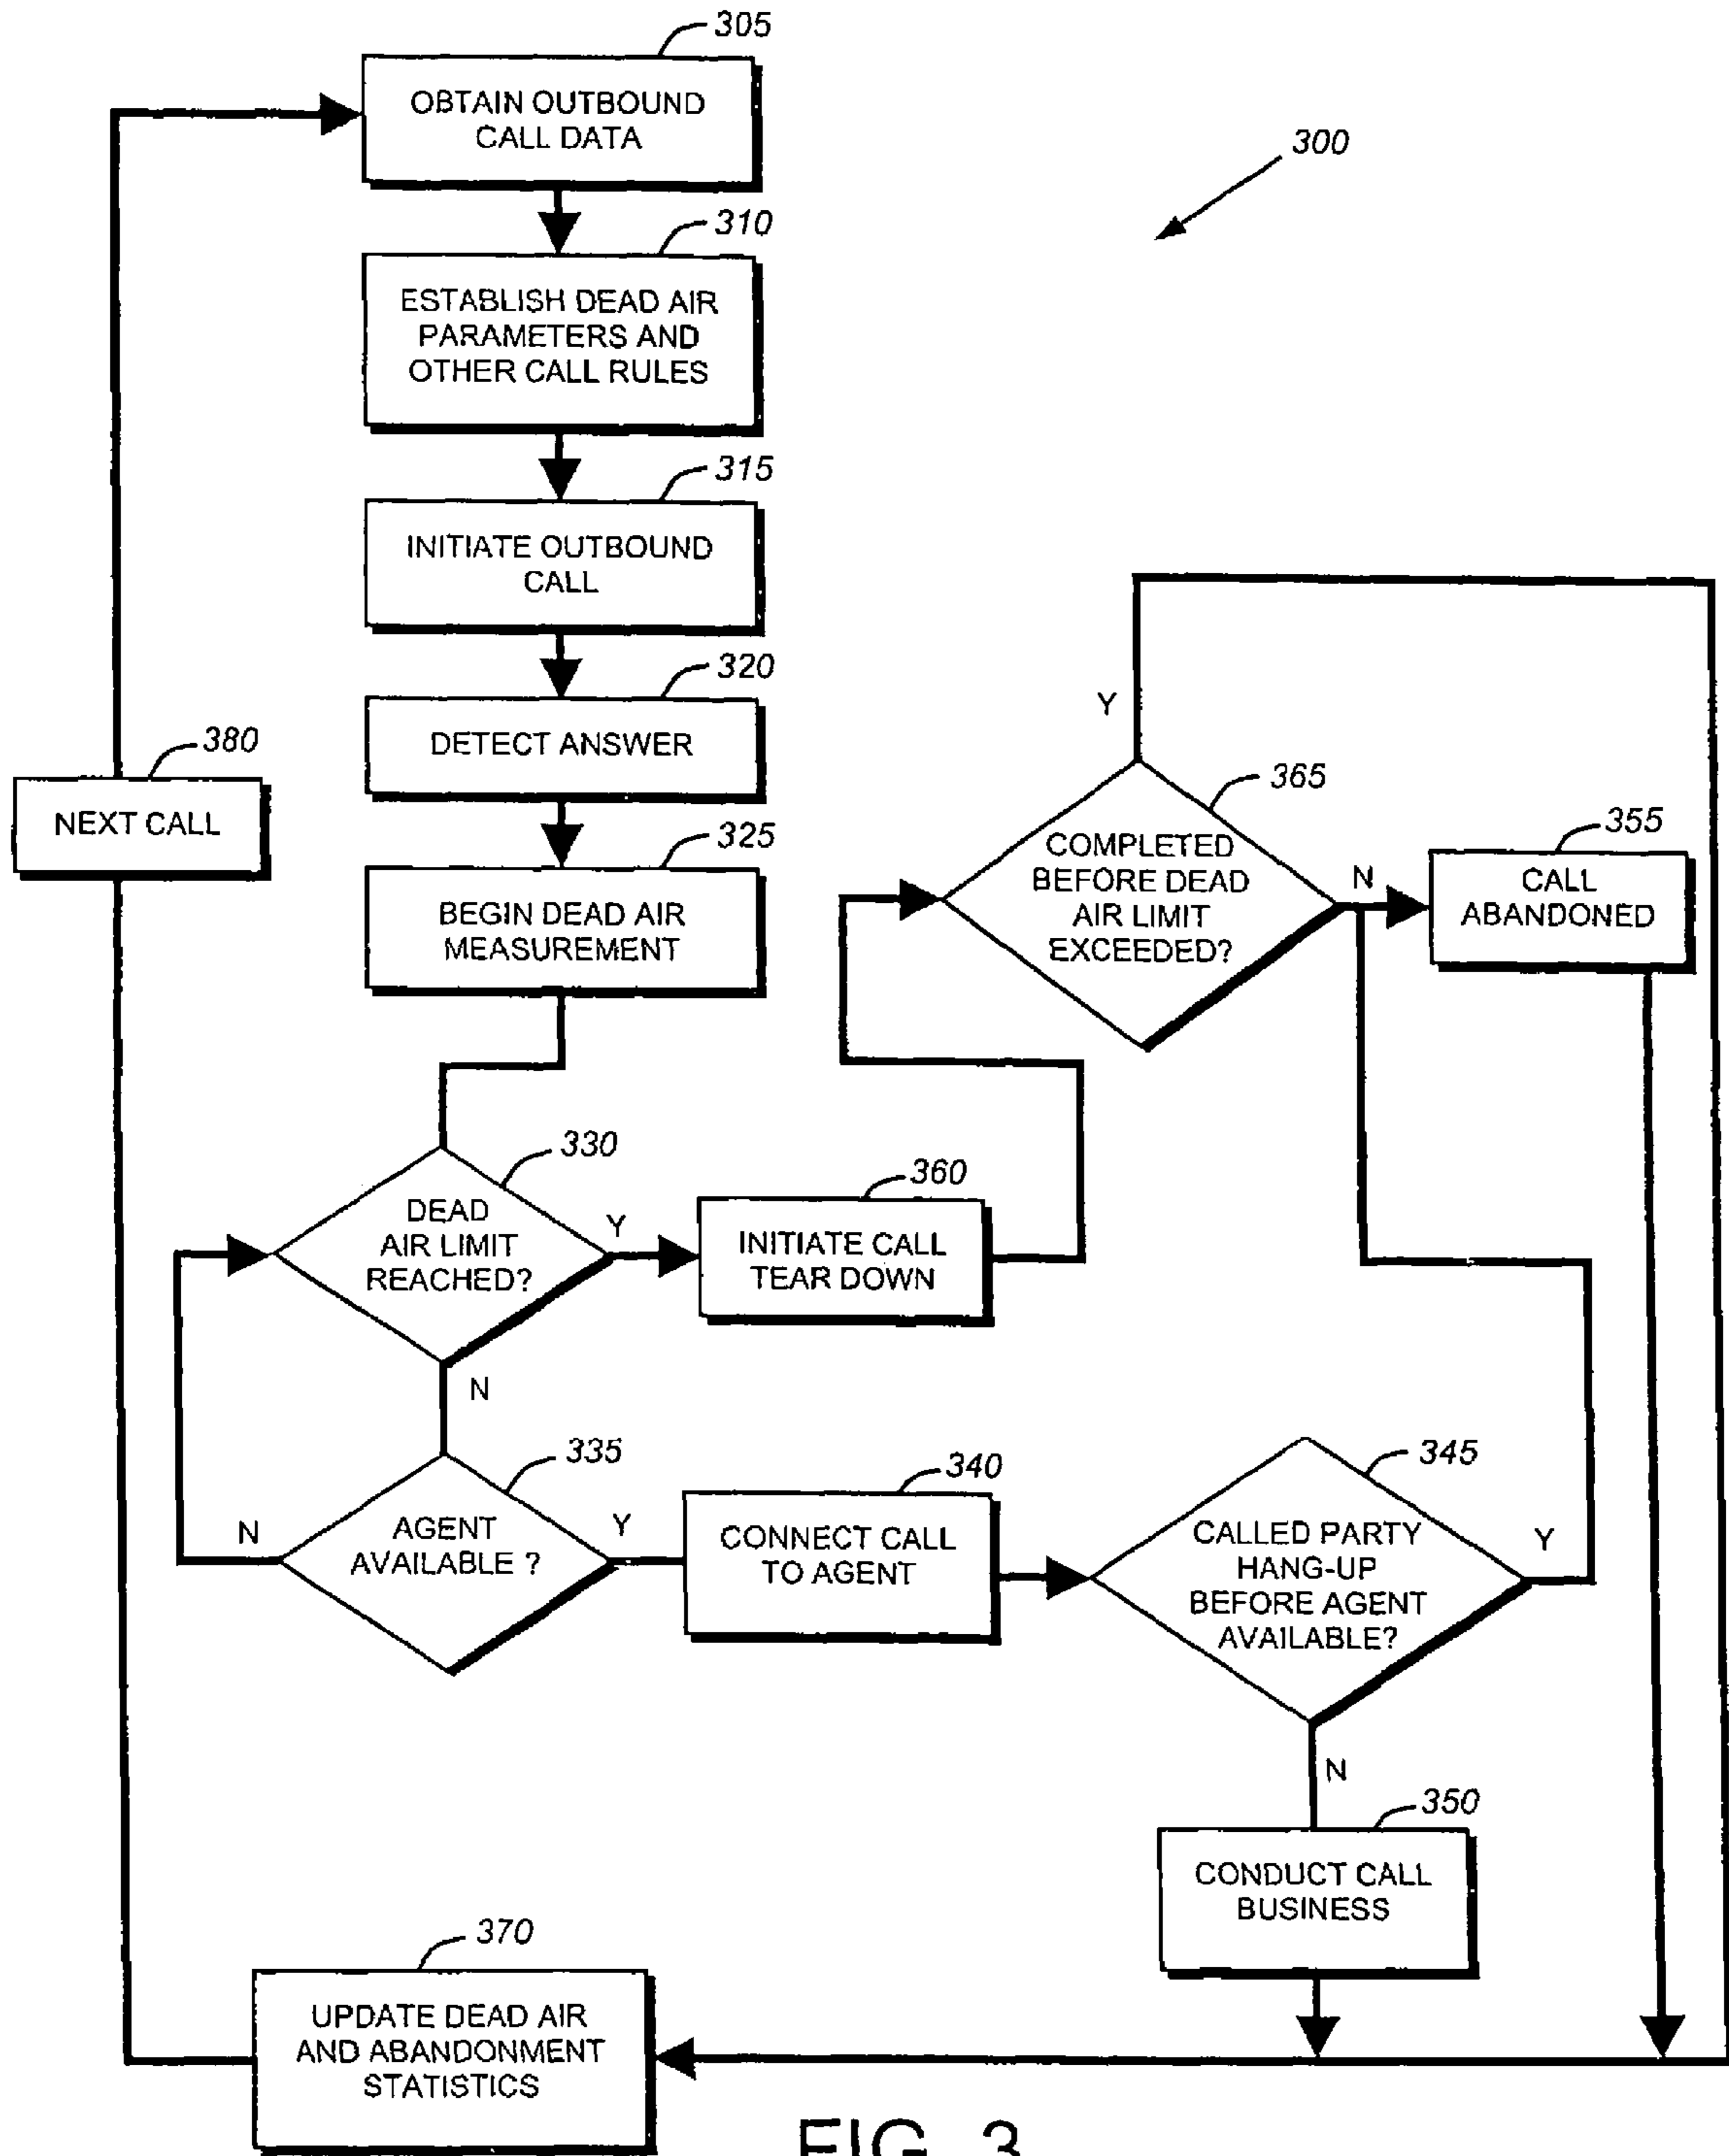 305
OBTAIN OUTBOUND
CALL DATA
300
310
ESTABLISH DEAD AIR
PARAMETERS AND
OTHER CALL RULES
315
INITIATE OUTBOUND
CALL
320
DETECT ANSWER
380
NEXT CALL
325
BEGIN DEAD AIR
MEASUREMENT
Y
365
COMPLETED
BEFORE DEAD
AIR LIMIT
EXCEEDED?
N
355
CALL
ABANDONED
330
DEAD
AIR LIMIT
REACHED?
Y
N
360
INITIATE CALL
TEAR DOWN
335
AGENT
AVAILABLE ?
N
Y
340
CONNECT CALL
TO AGENT
345
CALLED PARTY
HANG-UP
BEFORE AGENT
AVAILABLE?
Y
N
350
CONDUCT CALL
BUSINESS
370
UPDATE DEAD AIR
AND ABANDONMENT
STATISTICS
FIG. 3